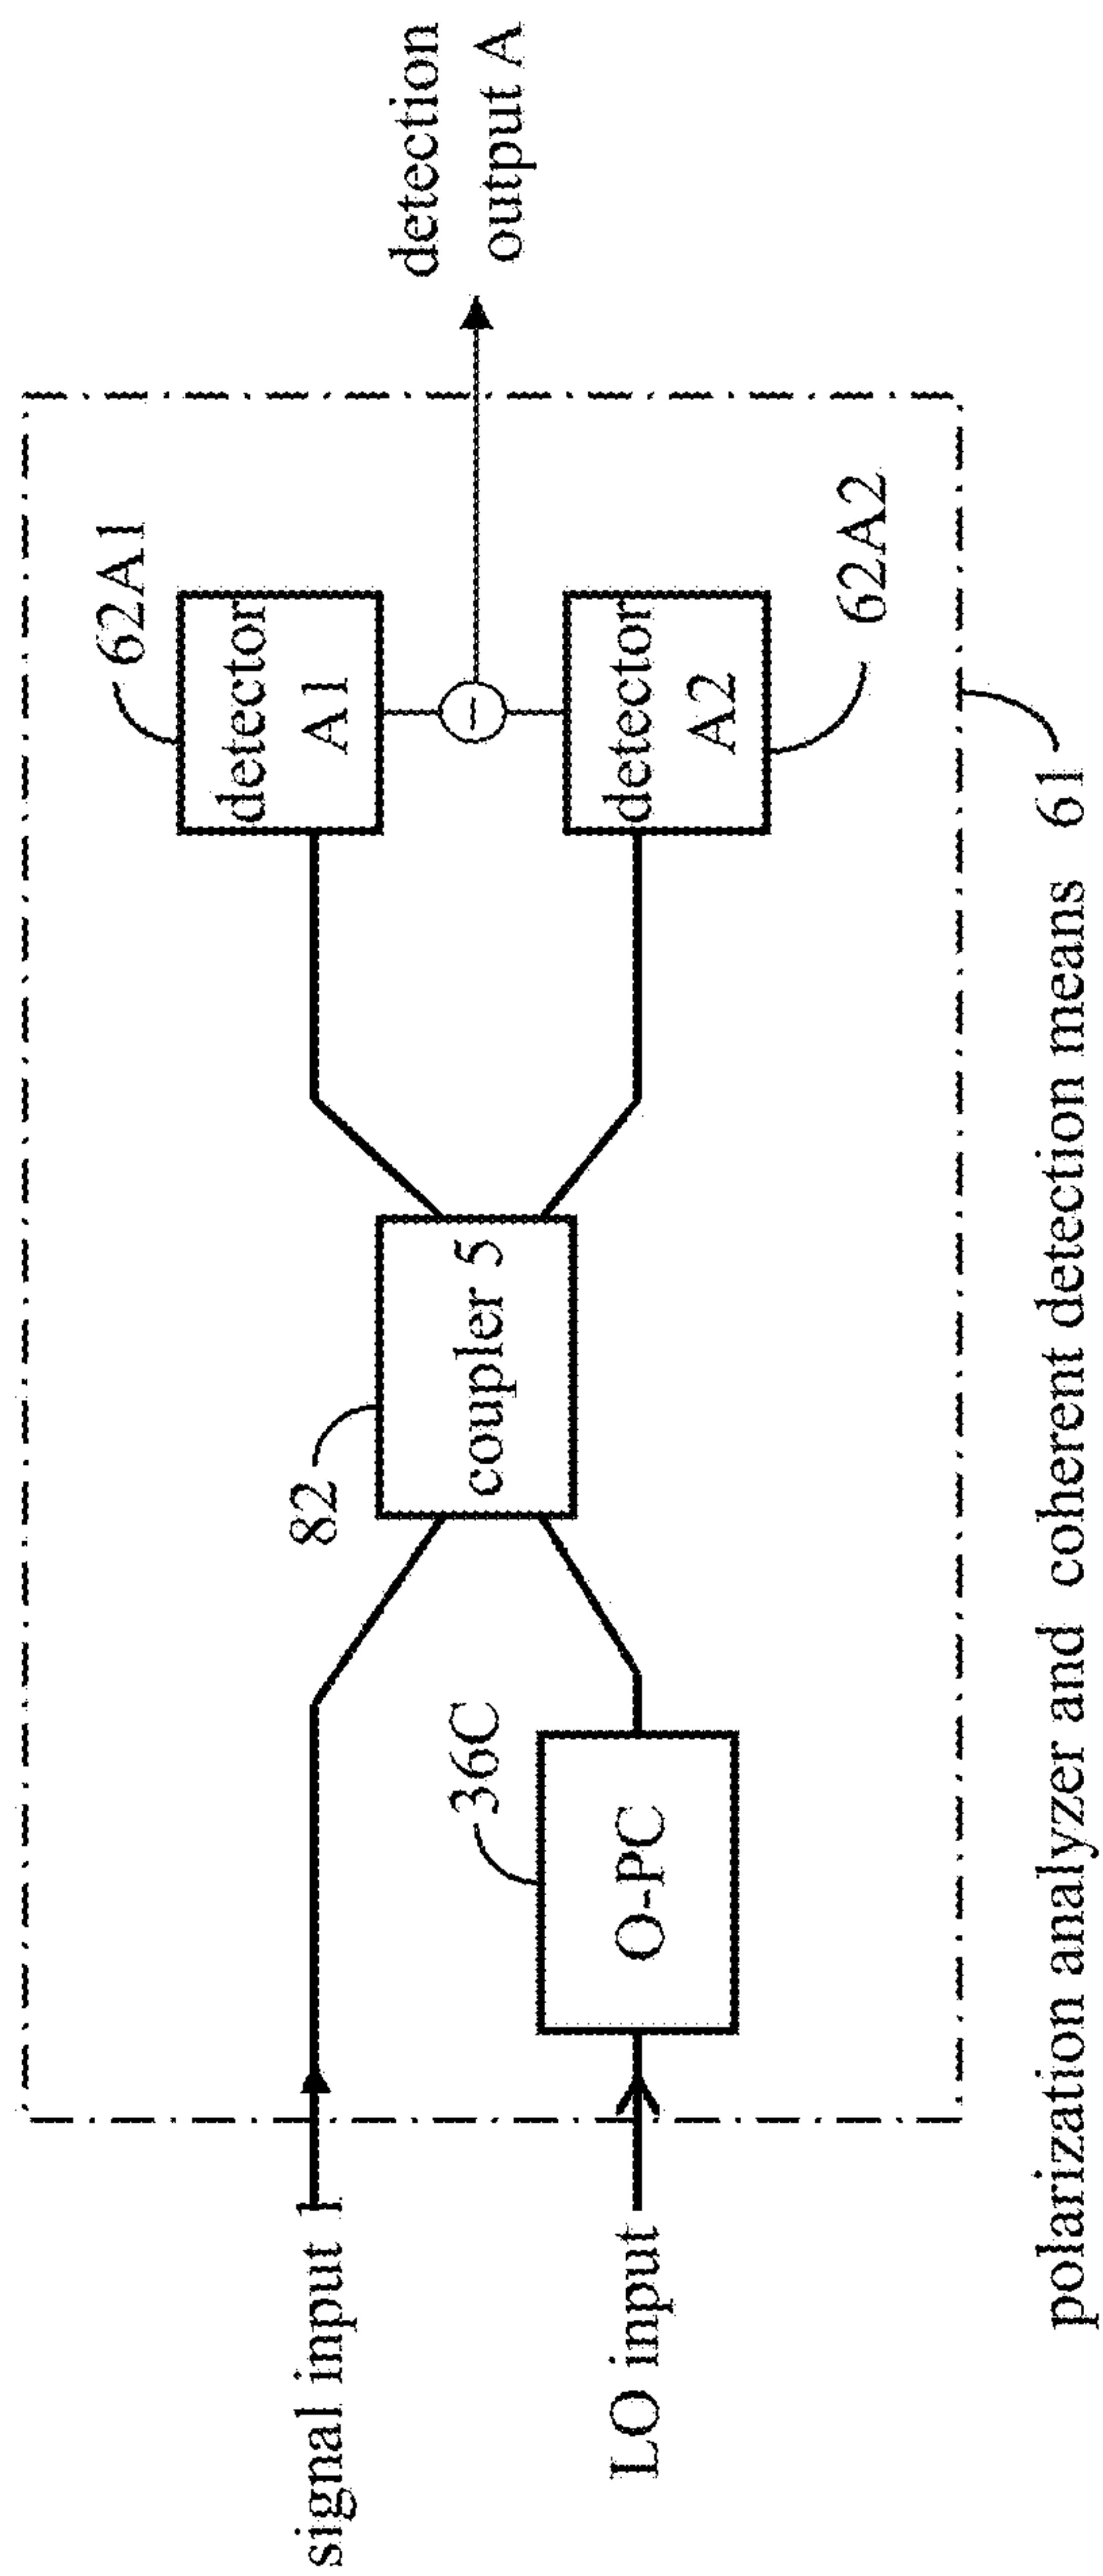 62A1
detector
A1
detection
output A
−
82
signal input 1
coupler 5
36C
LO input
O-PC
detector
A2
62A2
polarization analyzer and coherent detection means 61